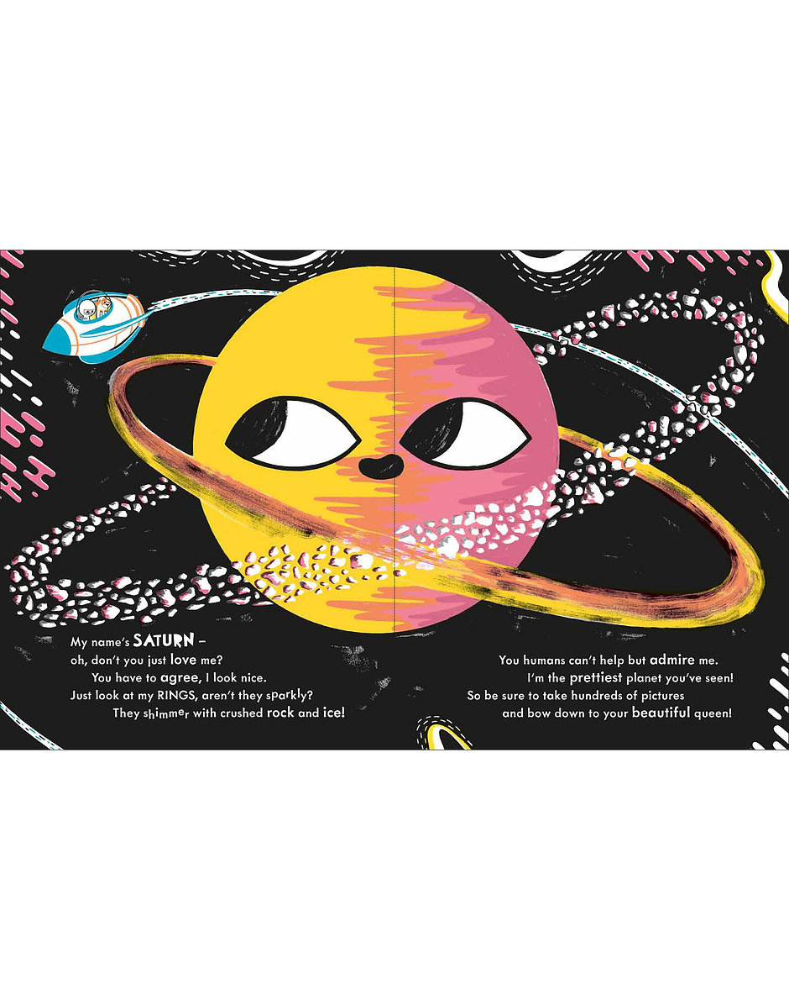 My name's SATURN –
oh, don't you just love me?
You have to agree, I look nice.
Just look at my RINGS, aren't they sparkly?
They shimmer with crushed rock and ice!
You humans can't help but admire me.
I'm the prettiest planet you've seen!
So be sure to take hundreds of pictures
and bow down to your beautiful queen!